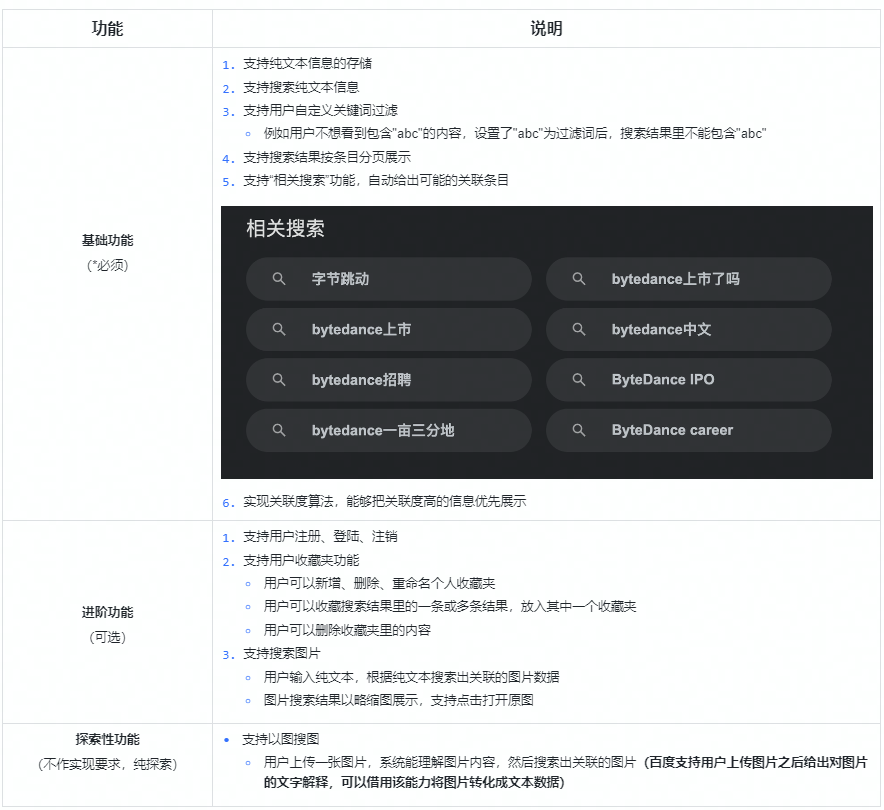 功能
说明
基础功能
(*必须)
1. 支持纯文本信息的存储
2. 支持搜索纯文本信息
3. 支持用户自定义关键词过滤
例如用户不想看到包含"abc"的内容，设置了"abc"为过滤词后，搜索结果里不能包含"abc"
4. 支持搜索结果按条目分页展示
5. 支持“相关搜索”功能，自动给出可能的关联条目
相关搜索
字节跳动
bytedance上市了吗
bytedance上市
bytedance中文
bytedance招聘
ByteDance IPO
bytedance一亩三分地
ByteDance career
6. 实现关联度算法，能够把关联度高的信息优先展示
进阶功能
(可选)
1. 支持用户注册、登陆、注销
2. 支持用户收藏夹功能
用户可以新增、删除、重命名个人收藏夹
用户可以收藏搜索结果里的一条或多条结果，放入其中一个收藏夹
用户可以删除收藏夹里的内容
3. 支持搜索图片
用户输入纯文本，根据纯文本搜索出关联的图片数据
图片搜索结果以略缩图展示，支持点击打开原图
探索性功能
(不作实现要求，纯探索)
支持以图搜图
用户上传一张图片，系统能理解图片内容，然后搜索出关联的图片（百度支持用户上传图片之后给出对图片
的文字解释，可以借用该能力将图片转化成文本数据）